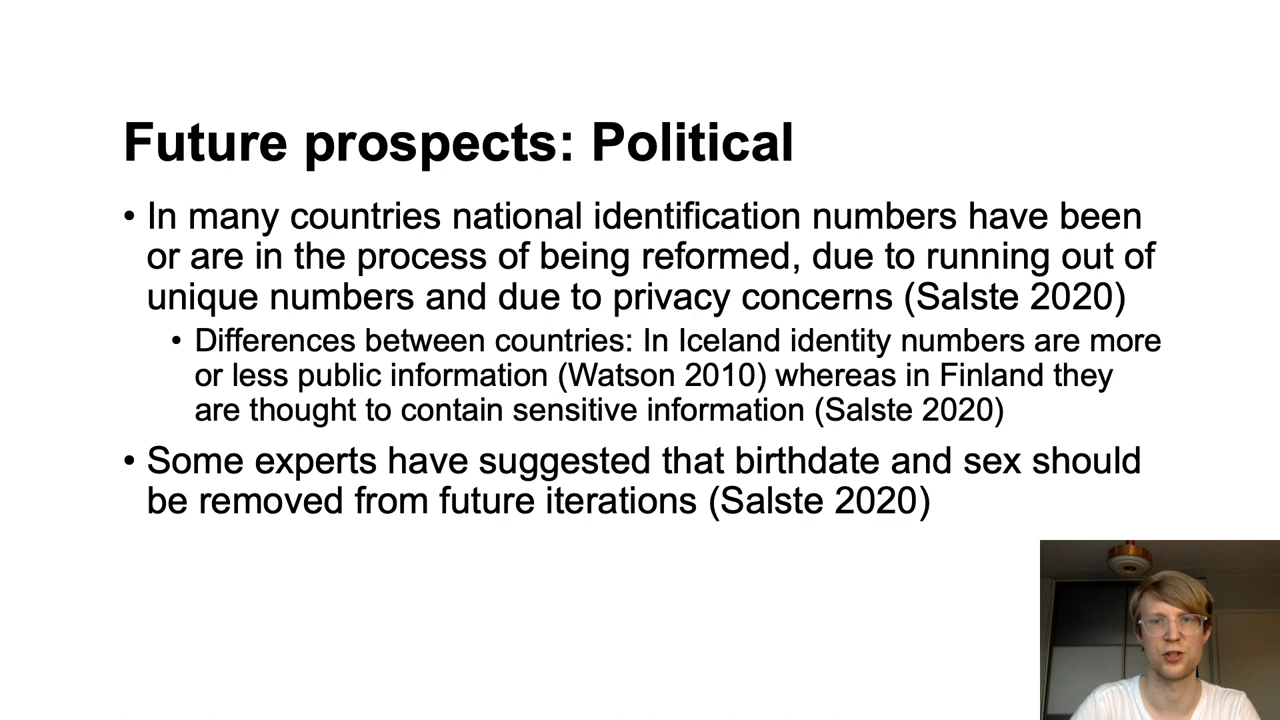 Future prospects: Political
• In many countries national identification numbers have been
or are in the process of being reformed, due to running out of
unique numbers and due to privacy concerns (Salste 2020)
• Differences between countries: In Iceland identity numbers are more
or less public information (Watson 2010) whereas in Finland they
are thought to contain sensitive information (Salste 2020)
• Some experts have suggested that birthdate and sex should
be removed from future iterations (Salste 2020)